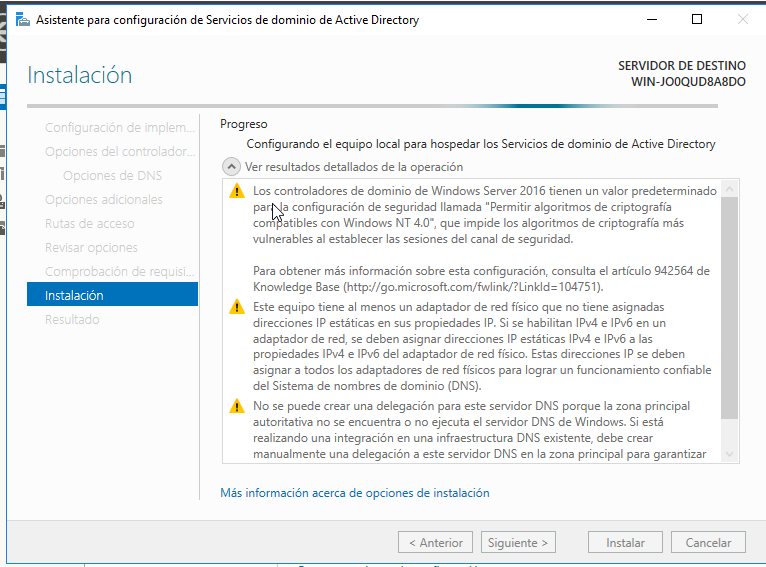 Asistente para configuración de Servicios de dominio de Active Directory
Instalación
SERVIDOR DE DESTINO
WIN-JO0QUD8A8DO
Configuración de implem...
Opciones del controlador...
Opciones de DNS
Opciones adicionales
Rutas de acceso
Revisar opciones
Comprobación de requisi...
Instalación
Resultado
Progreso
Configurando el equipo local para hospedar los Servicios de dominio de Active Directory
Ver resultados detallados de la operación
Los controladores de dominio de Windows Server 2016 tienen un valor predeterminado
para la configuración de seguridad llamada "Permitir algoritmos de criptografía
compatibles con Windows NT 4.0", que impide los algoritmos de criptografía más
vulnerables al establecer las sesiones del canal de seguridad.
Para obtener más información sobre esta configuración, consulta el artículo 942564 de
Knowledge Base (http://go.microsoft.com/fwlink/?LinkId=104751).
Este equipo tiene al menos un adaptador de red físico que no tiene asignadas
direcciones IP estáticas en sus propiedades IP. Si se habilitan IPv4 e IPv6 en un
adaptador de red, se deben asignar direcciones IP estáticas IPv4 e IPv6 a las
propiedades IPv4 e IPv6 del adaptador de red físico. Estas direcciones IP se deben
asignar a todos los adaptadores de red físicos para lograr un funcionamiento confiable
del Sistema de nombres de dominio (DNS).
No se puede crear una delegación para este servidor DNS porque la zona principal
autoritativa no se encuentra o no ejecuta el servidor DNS de Windows. Si está
realizando una integración en una infraestructura DNS existente, debe crear
manualmente una delegación a este servidor DNS en la zona principal para garantizar
Más información acerca de opciones de instalación
< Anterior
Siguiente >
Instalar
Cancelar